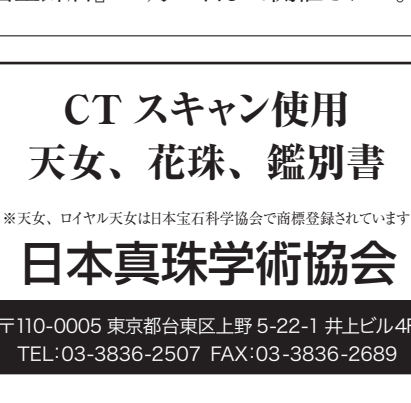 CT スキャン使用
天女、花珠、鑑別書
※天女、ロイヤル天女は日本宝石科学協会で商標登録されています
日本真珠学術協会
〒110-0005 東京都台東区上野 5-22-1 井上ビル4F
TEL:03-3836-2507 FAX:03-3836-2689